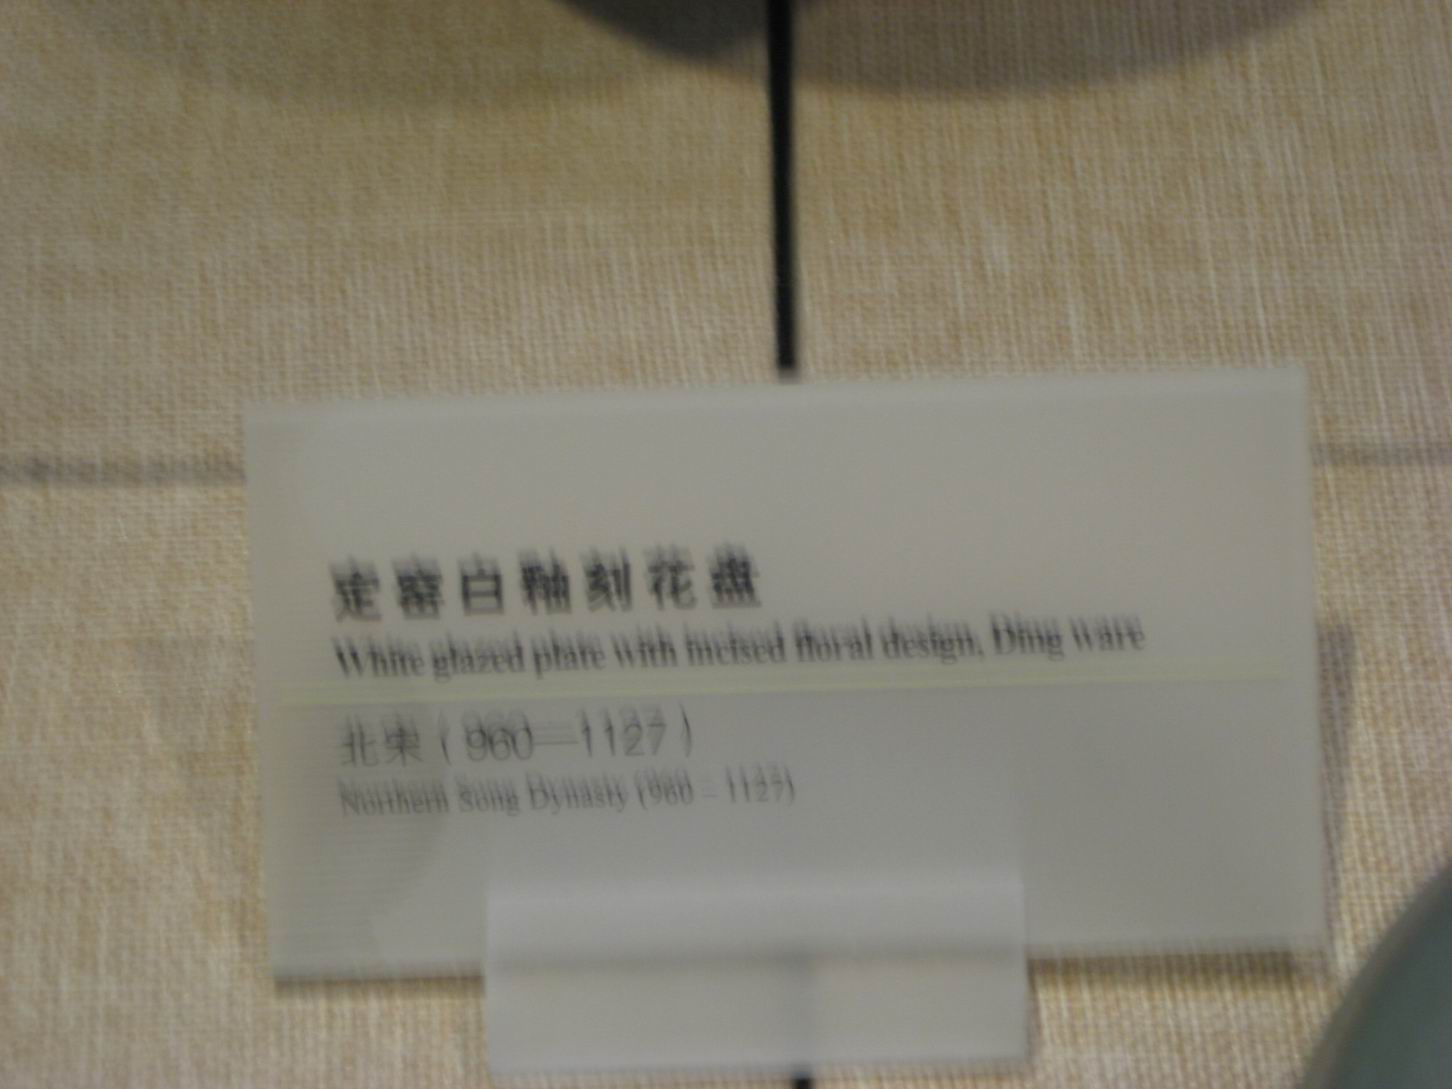 定窑白釉刻花盘
White glazed plate with incised floral design, Ding ware
北宋（960—1127）
Northern Song Dynasty (960 – 1127)